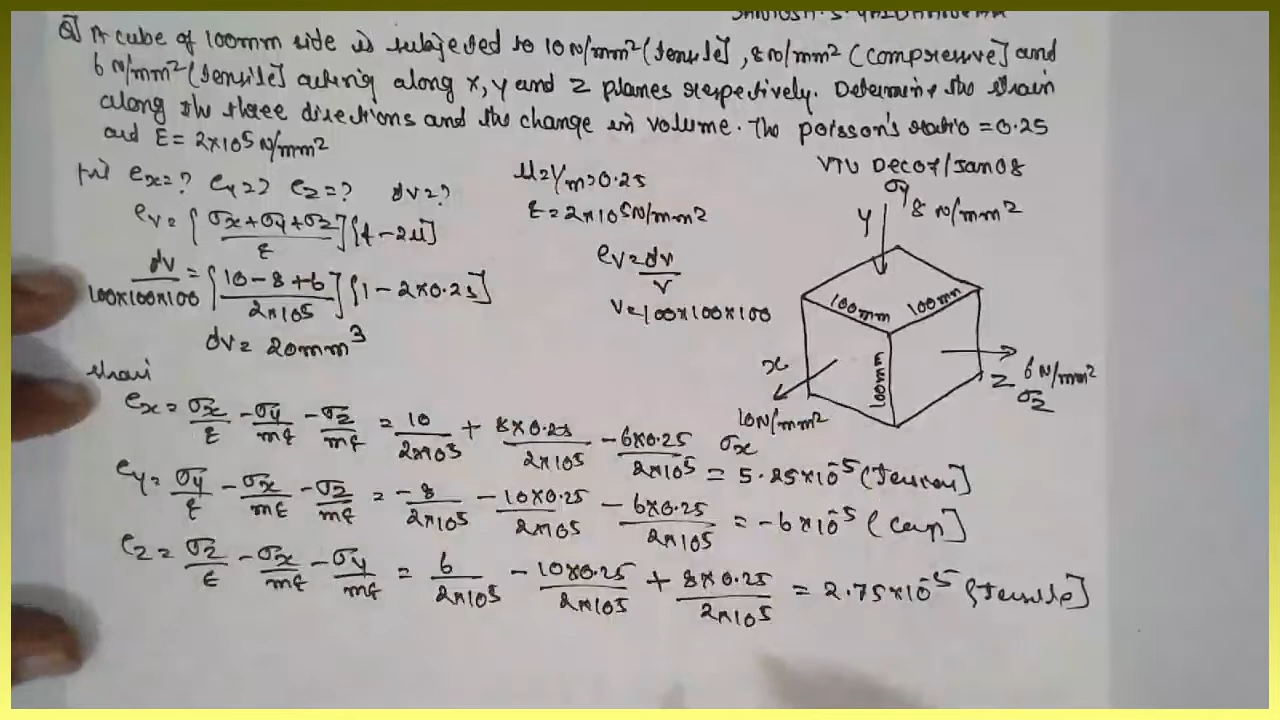 Q] A cube of 100mm side is subjected to 10 N/mm² (tensile], 8 N/mm² (compressive] and
6 N/mm² (tensile] acting along x, y and z planes respectively. Determine the strain
along the three directions and the change in volume. The poisson's ratio = 0.25
and E = 2×10⁵ N/mm²
VTU Dec07/Jan08
ex=? ey=? ez=? dv=?
μ=1/m=0.25
E=2×10⁵N/mm²
ev = [σx+σy+σz / E] [1-2μ]
dv / 100×100×100 = [10-8+6 / 2×10⁵] [1-2×0.25]
dv = 20mm³
ev = dv / v
v=100×100×100
Y σy 8 N/mm²
100mm 100mm
100mm
x 10N/mm² σx
z 6N/mm² σz
strain
ex = σx/E - σy/mE - σz/mE = 10/2×10⁵ + 8×0.25/2×10⁵ - 6×0.25/2×10⁵ = 5.25×10⁻⁵ (Tension]
ey = σy/E - σx/mE - σz/mE = -8/2×10⁵ - 10×0.25/2×10⁵ - 6×0.25/2×10⁵ = -6×10⁻⁵ (com]
ez = σz/E - σx/mE - σy/mE = 6/2×10⁵ - 10×0.25/2×10⁵ + 8×0.25/2×10⁵ = 2.75×10⁻⁵ (tensile]